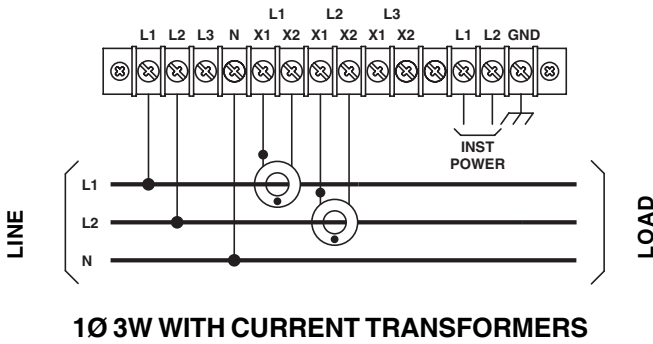 L1 L2 L3
L1 L2 L3 N X1 X2 X1 X2 X1 X2 L1 L2 GND
INST
POWER
L1
L2
N
LINE
LOAD
1Ø 3W WITH CURRENT TRANSFORMERS